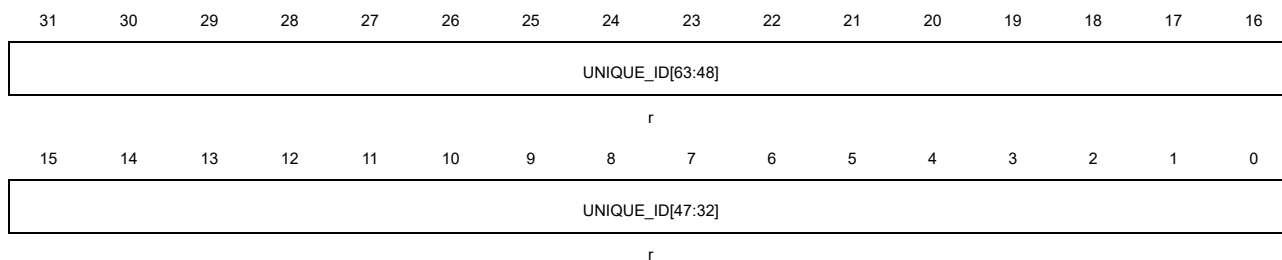 31 30 29 28 27 26 25 24 23 22 21 20 19 18 17 16
UNIQUE_ID[63:48]
r
15 14 13 12 11 10 9 8 7 6 5 4 3 2 1 0
UNIQUE_ID[47:32]
r